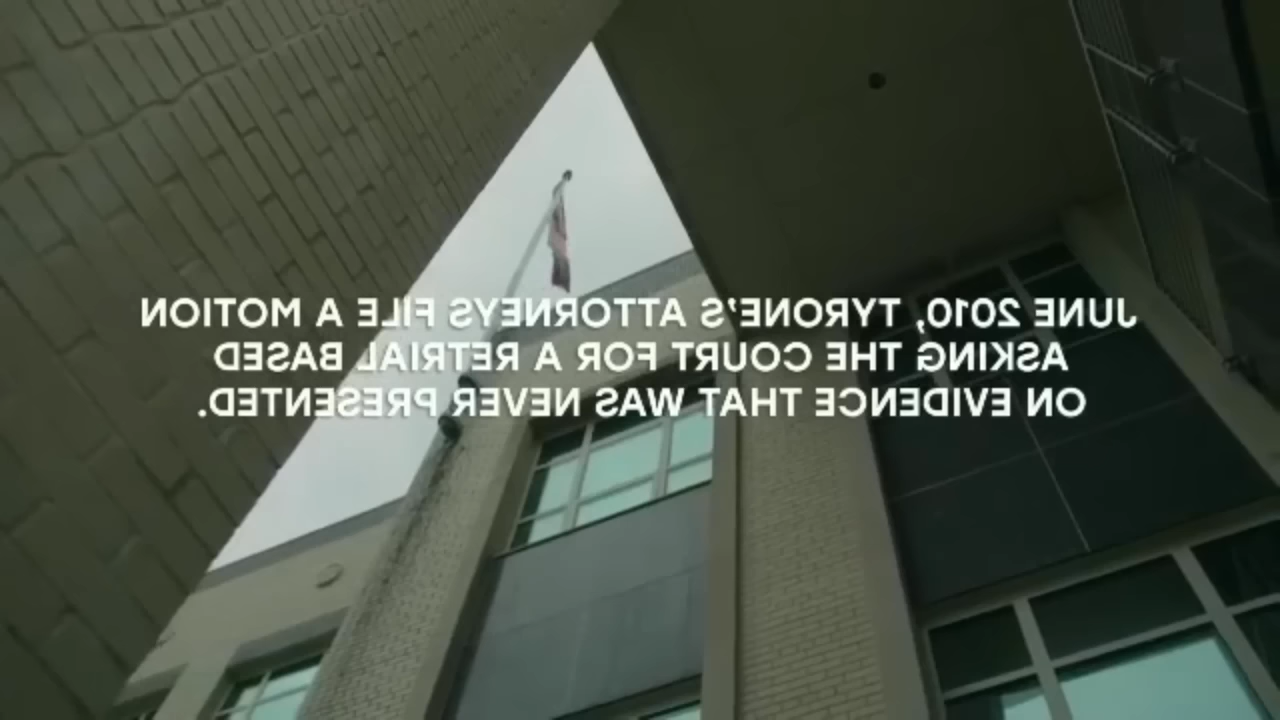 JUNE 2010, TYRONE'S ATTORNEYS FILE A MOTION
ASKING THE COURT FOR A RETRIAL BASED
ON EVIDENCE THAT WAS NEVER PRESENTED.